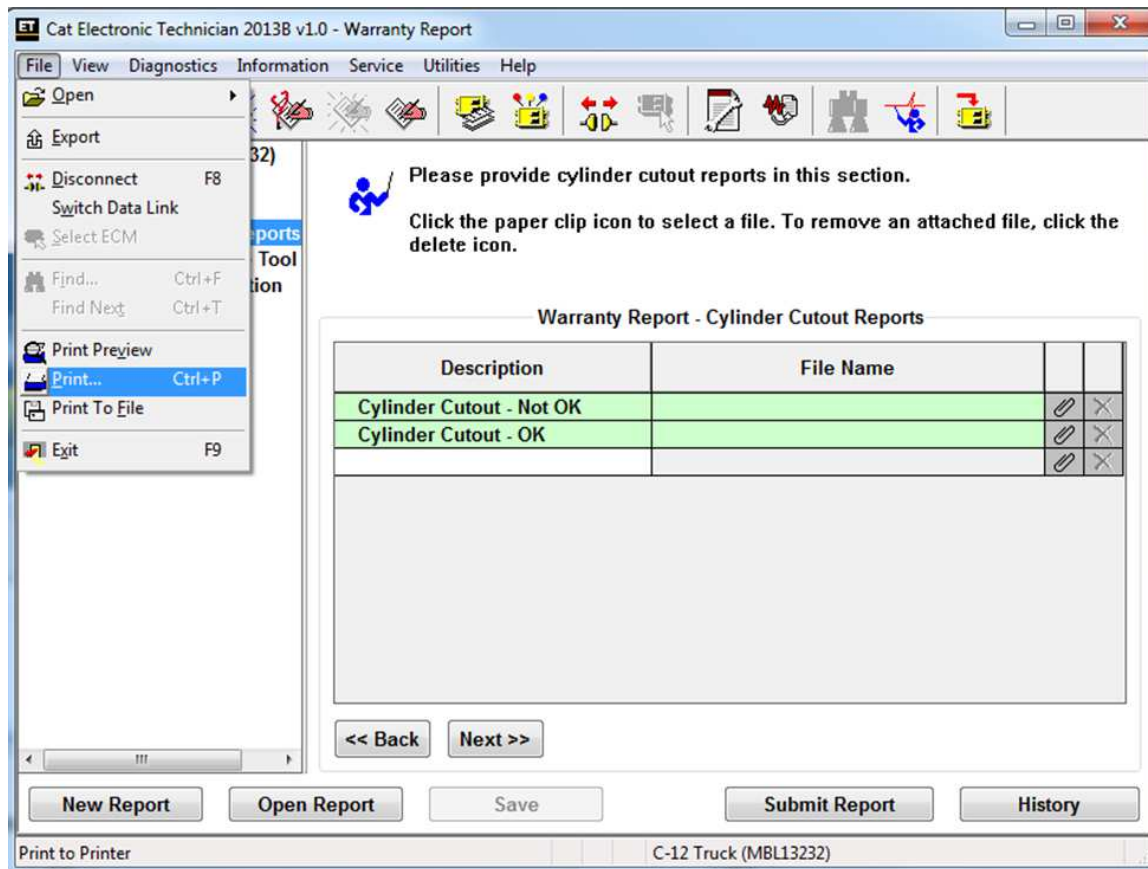 ET Cat Electronic Technician 2013B v1.0 - Warranty Report
File View Diagnostics Information Service Utilities Help
Open
Export
Disconnect F8
Switch Data Link
Select ECM
Find... Ctrl+F
Find Next Ctrl+T
Print Preview
Print... Ctrl+P
Print To File
Exit F9
32)
ports
Tool
tion
Please provide cylinder cutout reports in this section.
Click the paper clip icon to select a file. To remove an attached file, click the
delete icon.
Warranty Report - Cylinder Cutout Reports
Description File Name
Cylinder Cutout - Not OK
Cylinder Cutout - OK
<< Back Next >>
New Report Open Report Save Submit Report History
Print to Printer C-12 Truck (MBL13232)